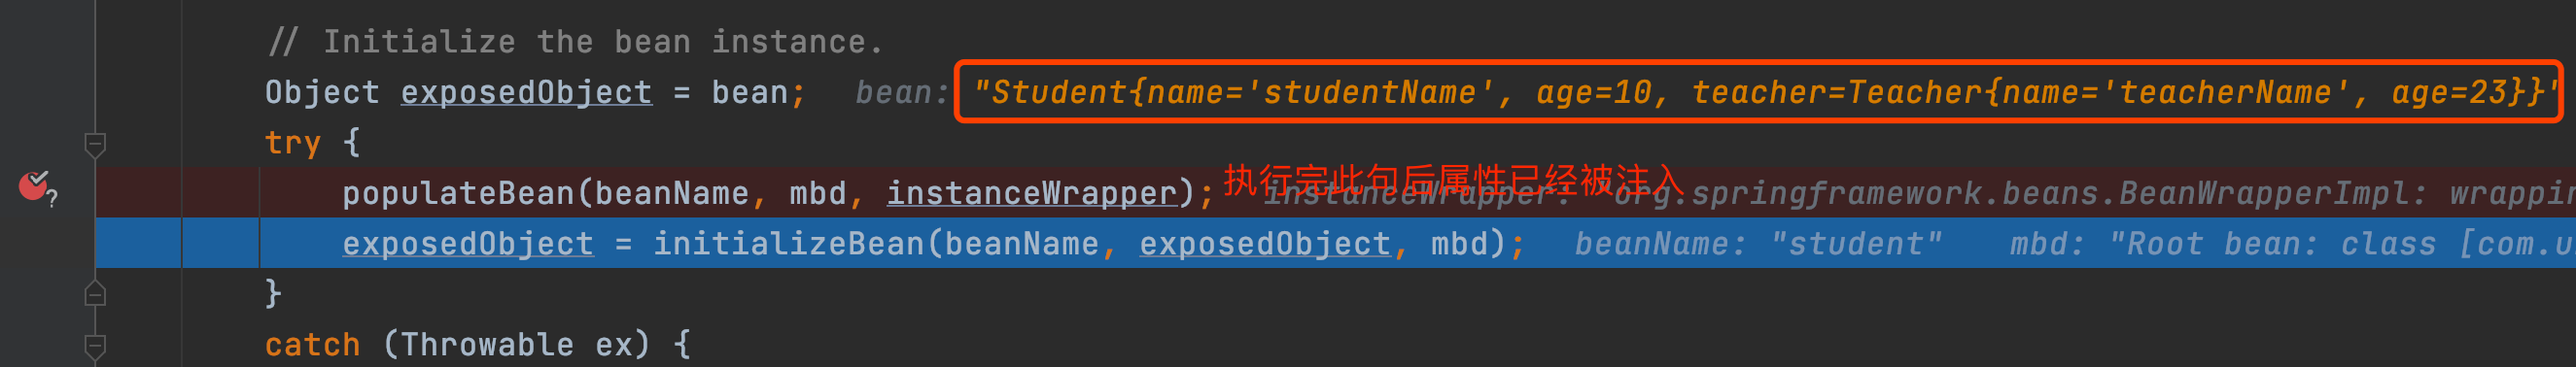 // Initialize the bean instance.
Object exposedObject = bean; bean: "Student{name='studentName', age=10, teacher=Teacher{name='teacherName', age=23}}"
try {
populateBean(beanName, mbd, instanceWrapper); 执行完此句后属性已经被注入 instanceWrapper: org.springframework.beans.BeanWrapperImpl: wrappin
exposedObject = initializeBean(beanName, exposedObject, mbd); beanName: "student" mbd: "Root bean: class [com.u
}
catch (Throwable ex) {